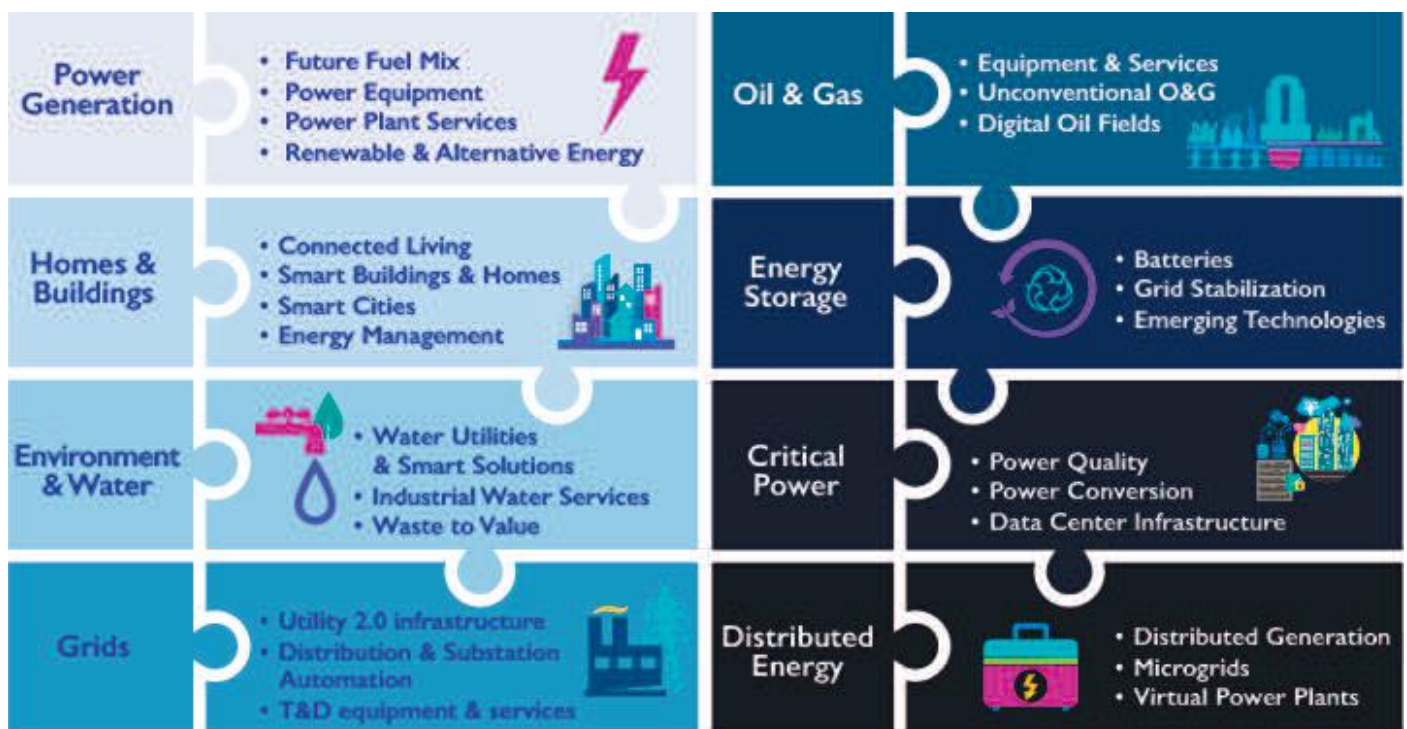 Power
Generation
• Future Fuel Mix
• Power Equipment
• Power Plant Services
• Renewable & Alternative Energy
Homes &
Buildings
• Connected Living
• Smart Buildings & Homes
• Smart Cities
• Energy Management
Environment
& Water
• Water Utilities
& Smart Solutions
• Industrial Water Services
• Waste to Value
Grids
• Utility 2.0 infrastructure
• Distribution & Substation
Automation
• T&D equipment & services
Oil & Gas
• Equipment & Services
• Unconventional O&G
• Digital Oil Fields
Energy
Storage
• Batteries
• Grid Stabilization
• Emerging Technologies
Critical
Power
• Power Quality
• Power Conversion
• Data Center Infrastructure
Distributed
Energy
• Distributed Generation
• Microgrids
• Virtual Power Plants